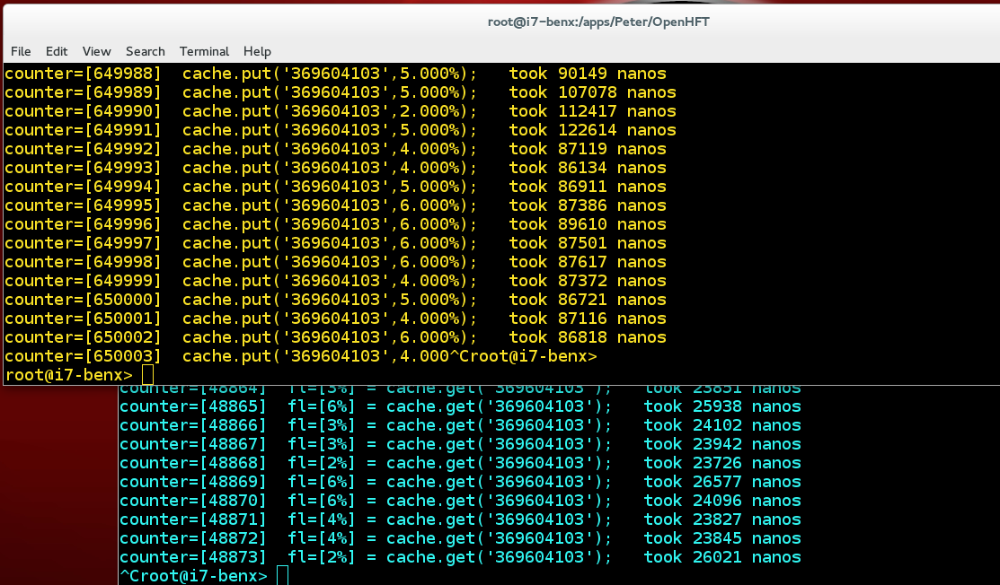 root@i7-benx:/apps/Peter/OpenHFT
File Edit View Search Terminal Help
counter=[649988]  cache.put('369604103',5.000%);   took 90149 nanos
counter=[649989]  cache.put('369604103',5.000%);   took 107078 nanos
counter=[649990]  cache.put('369604103',2.000%);   took 112417 nanos
counter=[649991]  cache.put('369604103',5.000%);   took 122614 nanos
counter=[649992]  cache.put('369604103',4.000%);   took 87119 nanos
counter=[649993]  cache.put('369604103',4.000%);   took 86134 nanos
counter=[649994]  cache.put('369604103',5.000%);   took 86911 nanos
counter=[649995]  cache.put('369604103',6.000%);   took 87386 nanos
counter=[649996]  cache.put('369604103',6.000%);   took 89610 nanos
counter=[649997]  cache.put('369604103',6.000%);   took 87501 nanos
counter=[649998]  cache.put('369604103',6.000%);   took 87617 nanos
counter=[649999]  cache.put('369604103',4.000%);   took 87372 nanos
counter=[650000]  cache.put('369604103',5.000%);   took 86721 nanos
counter=[650001]  cache.put('369604103',4.000%);   took 87116 nanos
counter=[650002]  cache.put('369604103',6.000%);   took 86818 nanos
counter=[650003]  cache.put('369604103',4.000^Croot@i7-benx>
root@i7-benx>
counter=[48864]  fl=[3%] = cache.get('369604103');   took 23851 nanos
counter=[48865]  fl=[6%] = cache.get('369604103');   took 25938 nanos
counter=[48866]  fl=[3%] = cache.get('369604103');   took 24102 nanos
counter=[48867]  fl=[3%] = cache.get('369604103');   took 23942 nanos
counter=[48868]  fl=[2%] = cache.get('369604103');   took 23726 nanos
counter=[48869]  fl=[6%] = cache.get('369604103');   took 26577 nanos
counter=[48870]  fl=[6%] = cache.get('369604103');   took 24096 nanos
counter=[48871]  fl=[4%] = cache.get('369604103');   took 23827 nanos
counter=[48872]  fl=[4%] = cache.get('369604103');   took 23845 nanos
counter=[48873]  fl=[2%] = cache.get('369604103');   took 26021 nanos
^Croot@i7-benx>